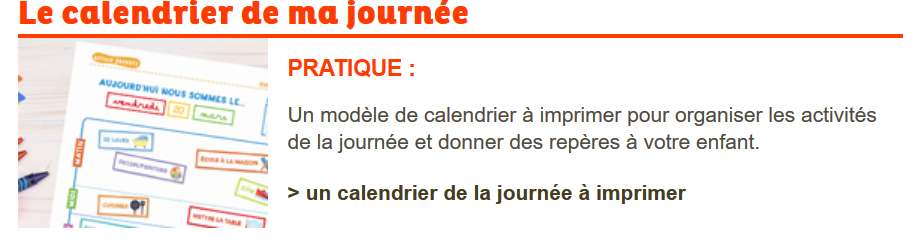 Le calendrier de ma journée
PRATIQUE :
Un modèle de calendrier à imprimer pour organiser les activités
de la journée et donner des repères à votre enfant.
> un calendrier de la journée à imprimer
AUJOURD'HUI NOUS SOMMES LE...
vendredi 20 mars
MATIN
SE LAVER
DESSIN/PEINTURE
ÉCOLE À LA MAISON
MIDI
CUISINER
METTRE LA TABLE